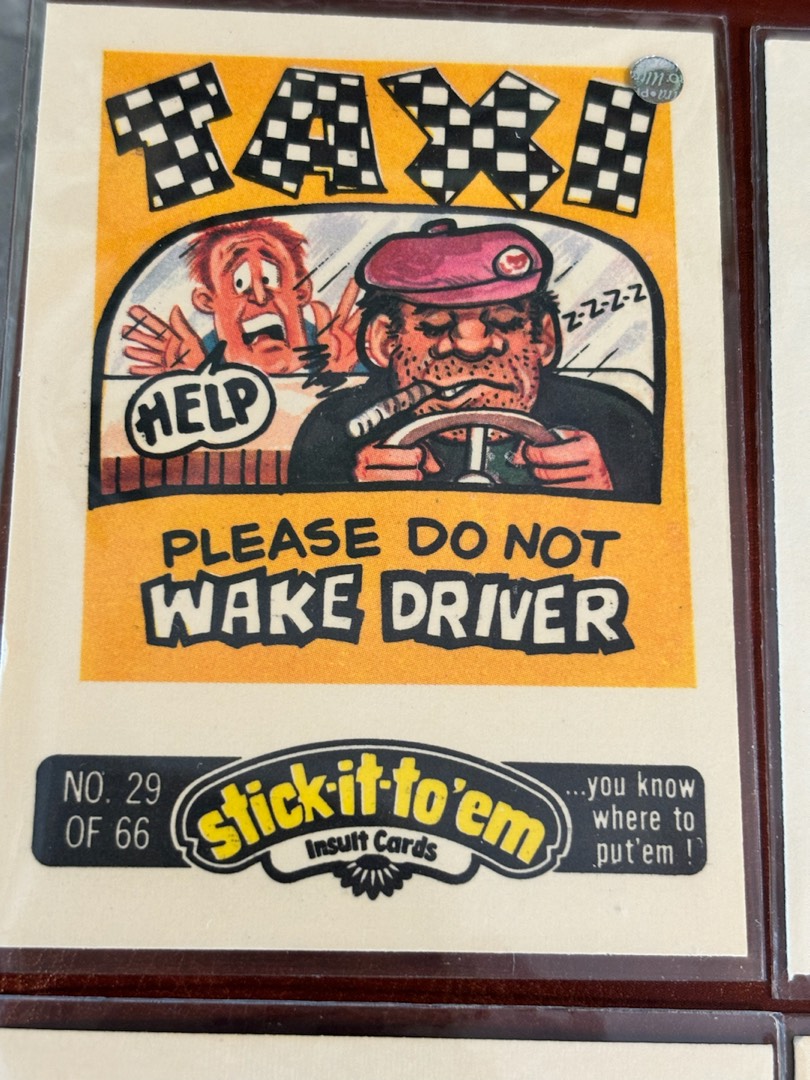 TAXI
Z-Z-Z-Z
HELP
PLEASE DO NOT
WAKE DRIVER
NO. 29
OF 66
stick-it-to'em
Insult Cards
...you know
where to
put'em !